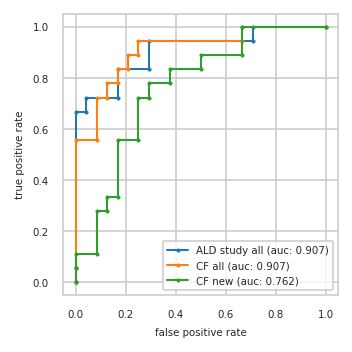 1.0
0.8
0.6
0.4
0.2
0.0
true positive rate
ALD study all (auc: 0.907)
CF all (auc: 0.907)
CF new (auc: 0.762)
0.0 0.2 0.4 0.6 0.8 1.0
false positive rate